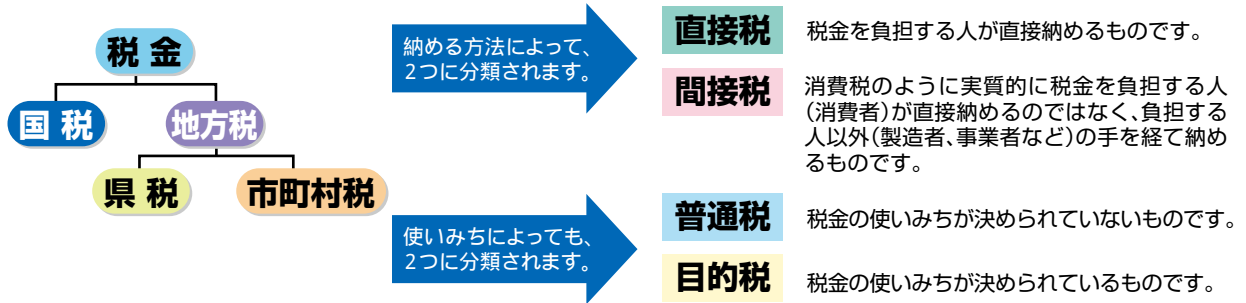 税金
国税
地方税
県税
市町村税
納める方法によって、
2つに分類されます。
直接税
税金を負担する人が直接納めるものです。
間接税
消費税のように実質的に税金を負担する人
(消費者)が直接納めるのではなく、負担する
人以外(製造者、事業者など)の手を経て納め
るものです。
使いみちによっても、
2つに分類されます。
普通税
税金の使いみちが決められていないものです。
目的税
税金の使いみちが決められているものです。